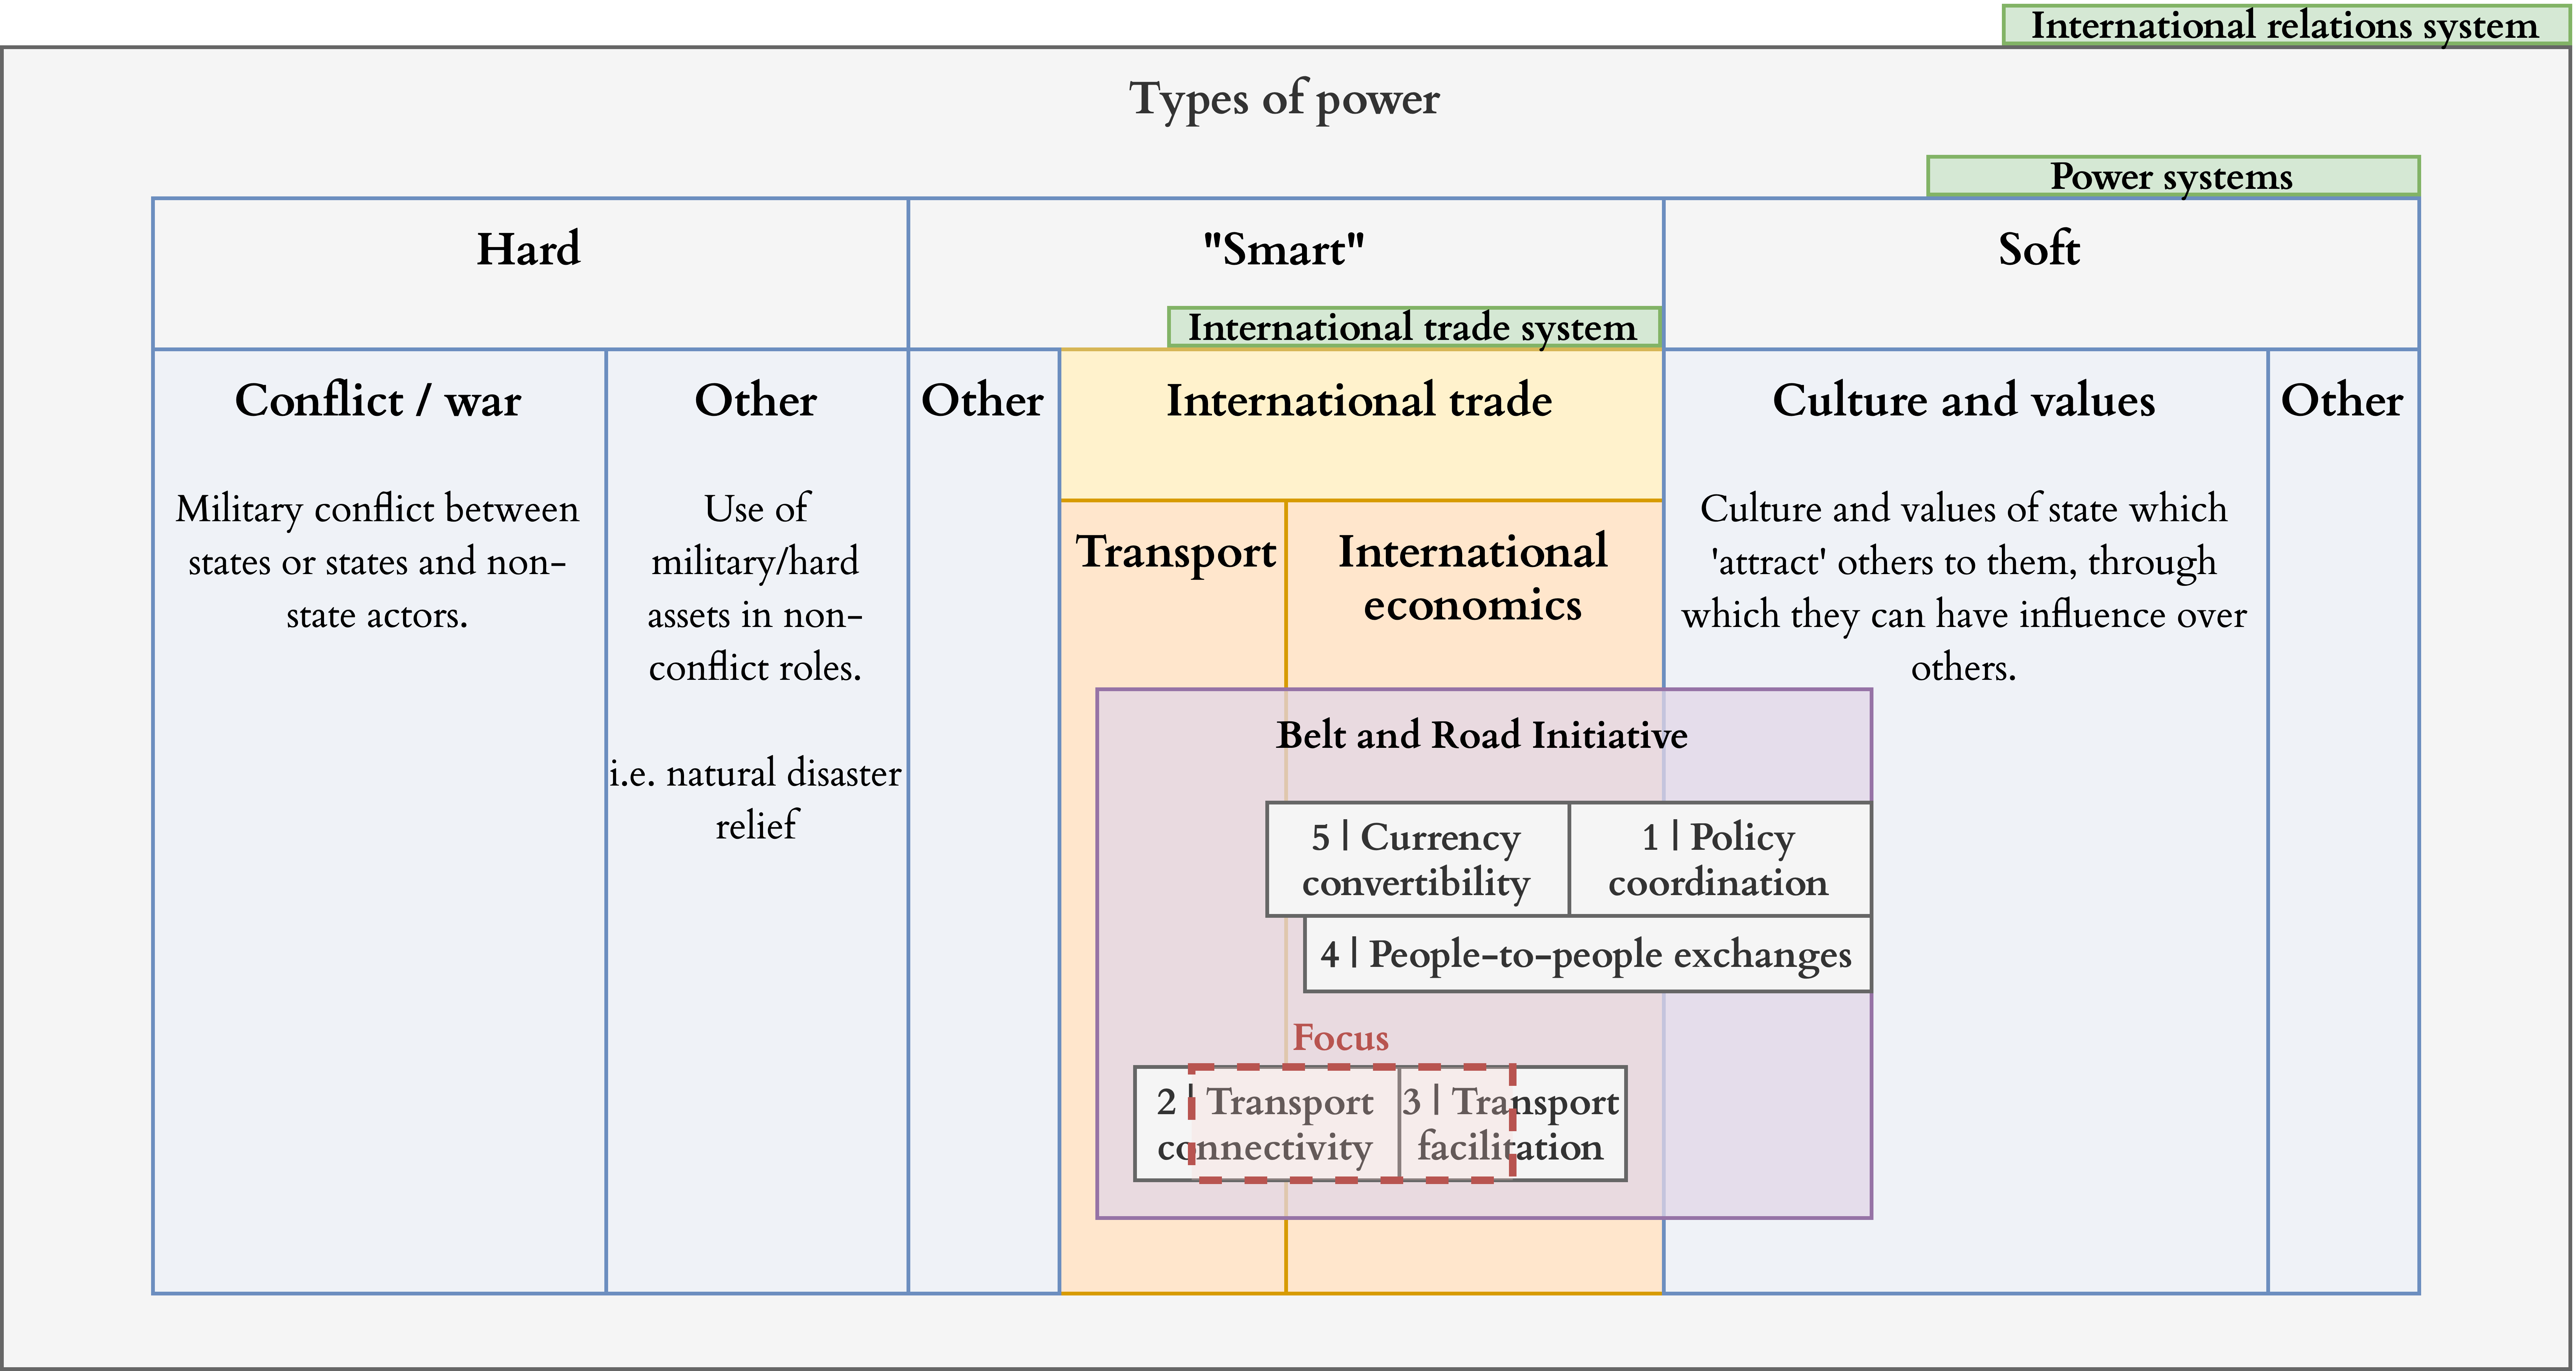 International relations system
Types of power
Power systems
Hard
"Smart"
Soft
International trade system
Conflict / war
Military conflict between
states or states and non-
state actors.
Other
Use of
military/hard
assets in non-
conflict roles.
i.e. natural disaster
relief
Other
International trade
Transport
International
economics
Culture and values
Culture and values of state which
'attract' others to them, through
which they can have influence over
others.
Other
Belt and Road Initiative
5 | Currency
convertibility
1 | Policy
coordination
4 | People-to-people exchanges
Focus
2 | Transport
connectivity
3 | Transport
facilitation